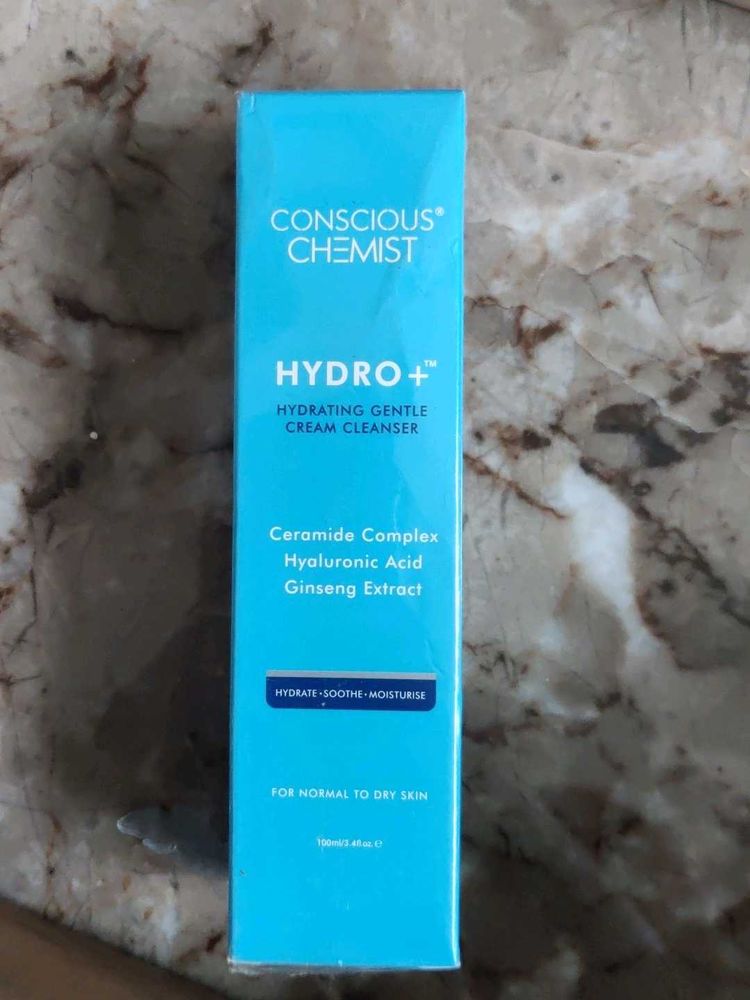 CONSCIOUS®
CHEMIST
HYDRO+™
HYDRATING GENTLE
CREAM CLEANSER
Ceramide Complex
Hyaluronic Acid
Ginseng Extract
HYDRATE•SOOTHE•MOISTURISE
FOR NORMAL TO DRY SKIN
100ml/3.4fl.oz. ℮